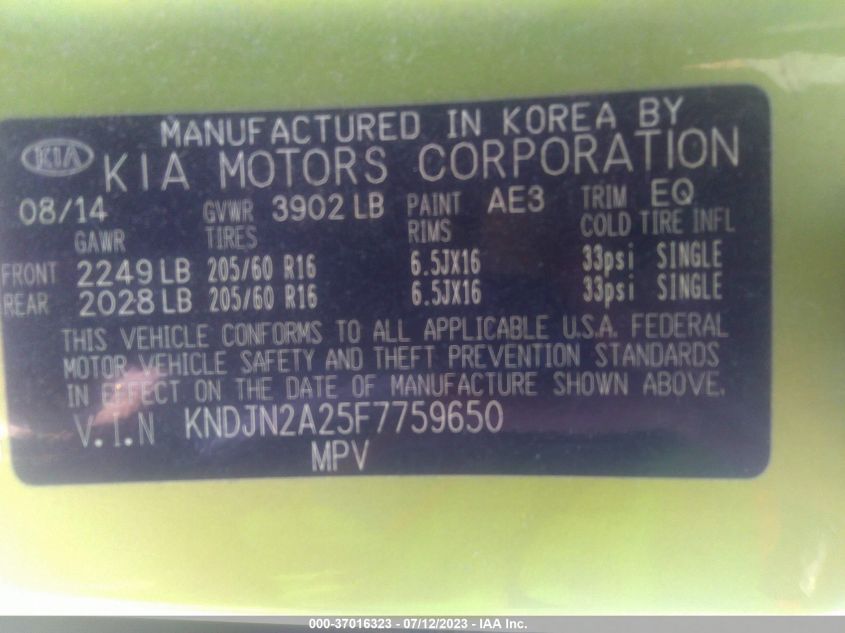 MANUFACTURED IN KOREA BY
KIA KIA MOTORS CORPORATION
08/14 GVWR 3902 LB PAINT AE3 TRIM EQ
GAWR TIRES RIMS COLD TIRE INFL
FRONT 2249 LB 205/60 R16 6.5JX16 33psi SINGLE
REAR 2028 LB 205/60 R16 6.5JX16 33psi SINGLE
THIS VEHICLE CONFORMS TO ALL APPLICABLE U.S.A. FEDERAL
MOTOR VEHICLE SAFETY AND THEFT PREVENTION STANDARDS
IN EFFECT ON THE DATE OF MANUFACTURE SHOWN ABOVE.
V.I.N KNDJN2A25F7759650
MPV
000-37016323 - 07/12/2023 - IAA Inc.